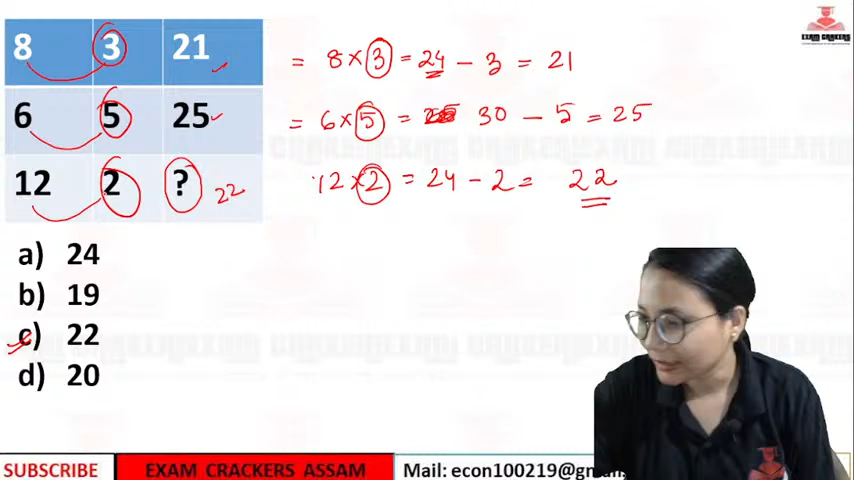 8 3 21
= 8 × 3 = 24 - 3 = 21
6 5 25
= 6 × 5 = 30 - 5 = 25
12 2 ? 22
12 × 2 = 24 - 2 = 22
a) 24
b) 19
c) 22
d) 20
EXAM CRACKERS
SUBSCRIBE EXAM CRACKERS ASSAM Mail: econ100219@gmail